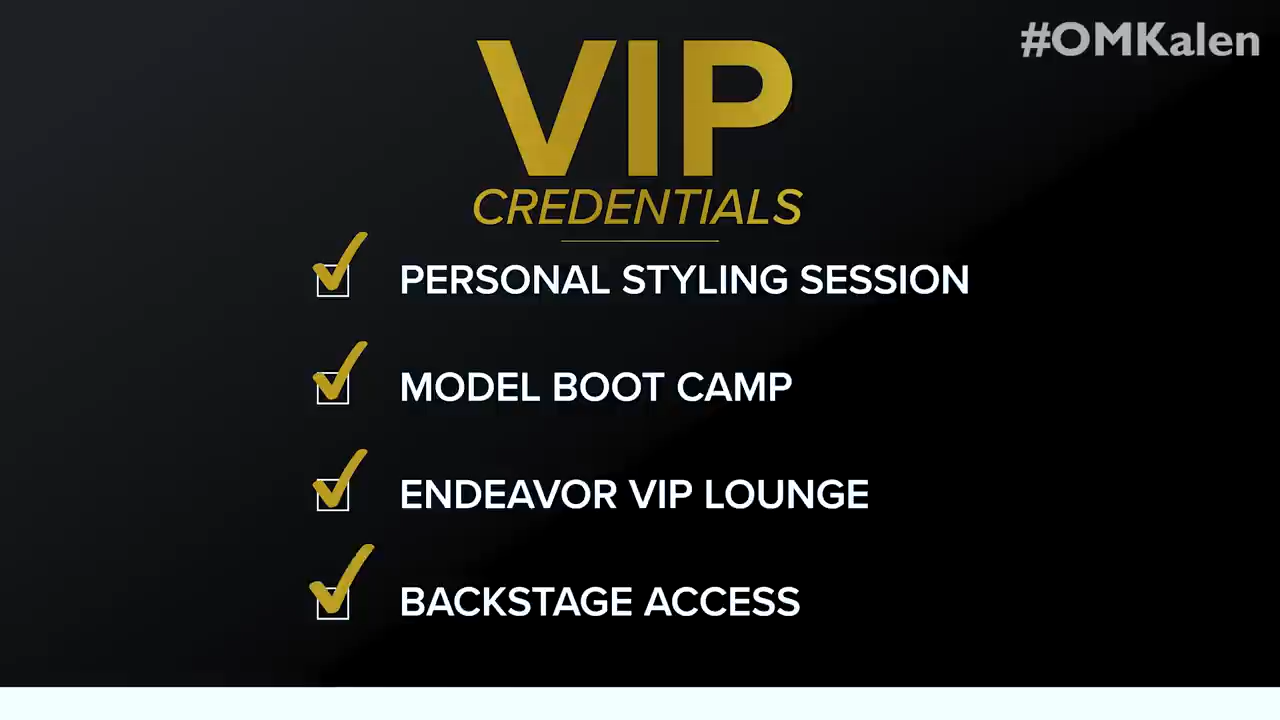 #OMKalen
VIP
CREDENTIALS
PERSONAL STYLING SESSION
MODEL BOOT CAMP
ENDEAVOR VIP LOUNGE
BACKSTAGE ACCESS